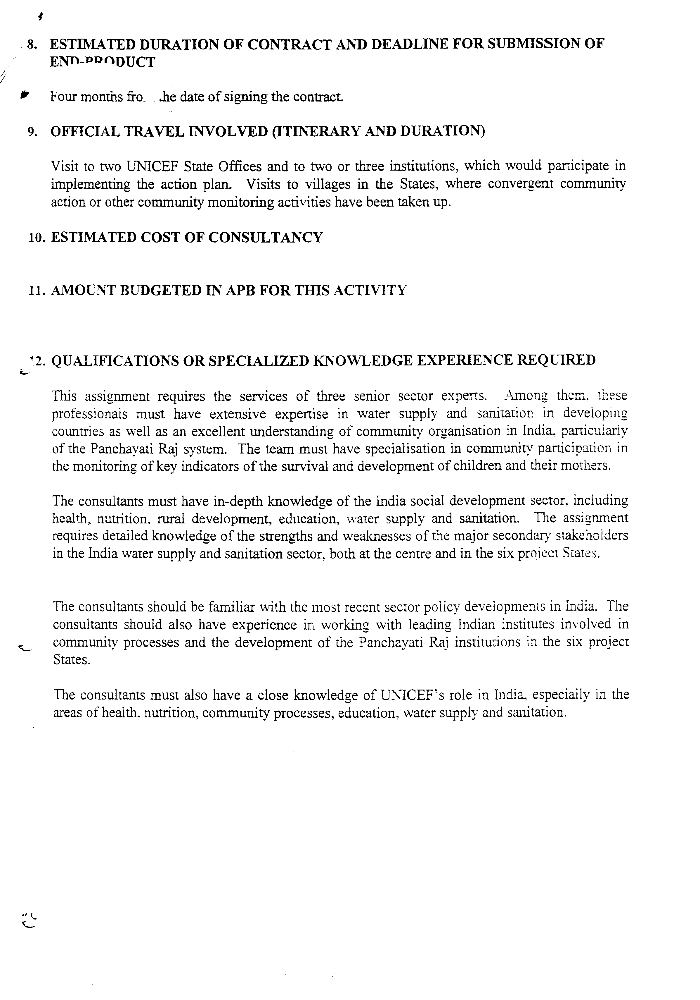 8. ESTIMATED DURATION OF CONTRACT AND DEADLINE FOR SUBMISSION OF
END-PRODUCT
Four months fro. .he date of signing the contract.
9. OFFICIAL TRAVEL INVOLVED (ITINERARY AND DURATION)
Visit to two UNICEF State Offices and to two or three institutions, which would participate in
implementing the action plan. Visits to villages in the States, where convergent community
action or other community monitoring activities have been taken up.
10. ESTIMATED COST OF CONSULTANCY
11. AMOUNT BUDGETED IN APB FOR THIS ACTIVITY
12. QUALIFICATIONS OR SPECIALIZED KNOWLEDGE EXPERIENCE REQUIRED
This assignment requires the services of three senior sector experts. Among them, these
professionals must have extensive expertise in water supply and sanitation in developing
countries as well as an excellent understanding of community organisation in India, particularly
of the Panchayati Raj system. The team must have specialisation in community participation in
the monitoring of key indicators of the survival and development of children and their mothers.
The consultants must have in-depth knowledge of the India social development sector, including
health, nutrition, rural development, education, water supply and sanitation. The assignment
requires detailed knowledge of the strengths and weaknesses of the major secondary stakeholders
in the India water supply and sanitation sector, both at the centre and in the six project States.
The consultants should be familiar with the most recent sector policy developments in India. The
consultants should also have experience in working with leading Indian institutes involved in
community processes and the development of the Panchayati Raj institutions in the six project
States.
The consultants must also have a close knowledge of UNICEF's role in India, especially in the
areas of health, nutrition, community processes, education, water supply and sanitation.